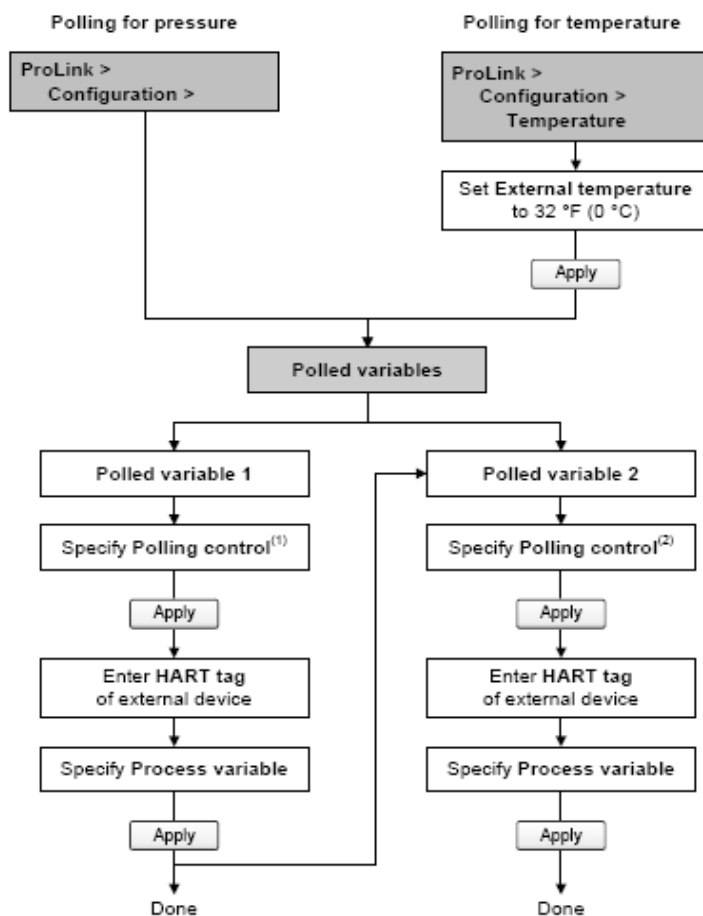 Polling for pressure
Polling for temperature
ProLink >
Configuration >
ProLink >
Configuration >
Temperature
Set External temperature
to 32 °F (0 °C)
Apply
Polled variables
Polled variable 1
Polled variable 2
Specify Polling control(1)
Specify Polling control(2)
Apply
Apply
Enter HART tag
of external device
Enter HART tag
of external device
Specify Process variable
Specify Process variable
Apply
Apply
Done
Done